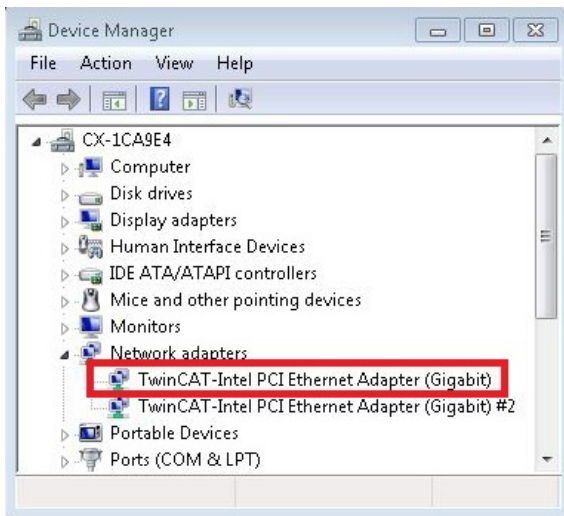 Device Manager
File Action View Help
CX-1CA9E4
Computer
Disk drives
Display adapters
Human Interface Devices
IDE ATA/ATAPI controllers
Mice and other pointing devices
Monitors
Network adapters
TwinCAT-Intel PCI Ethernet Adapter (Gigabit)
TwinCAT-Intel PCI Ethernet Adapter (Gigabit) #2
Portable Devices
Ports (COM & LPT)